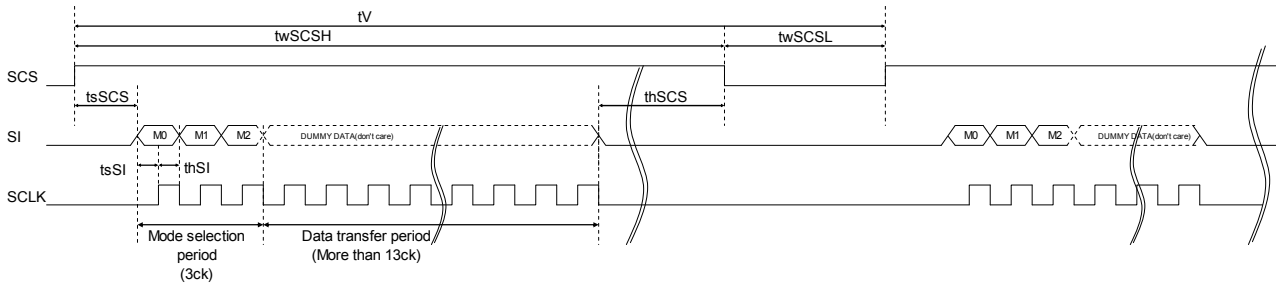 tV
twSCSH
twSCSL
SCS
tsSCS
thSCS
SI
M0
M1
M2
DUMMY DATA(don't care)
M0
M1
M2
DUMMY DATA(don't care)
tsSI
thSI
SCLK
Mode selection
period
(3ck)
Data transfer period
(More than 13ck)